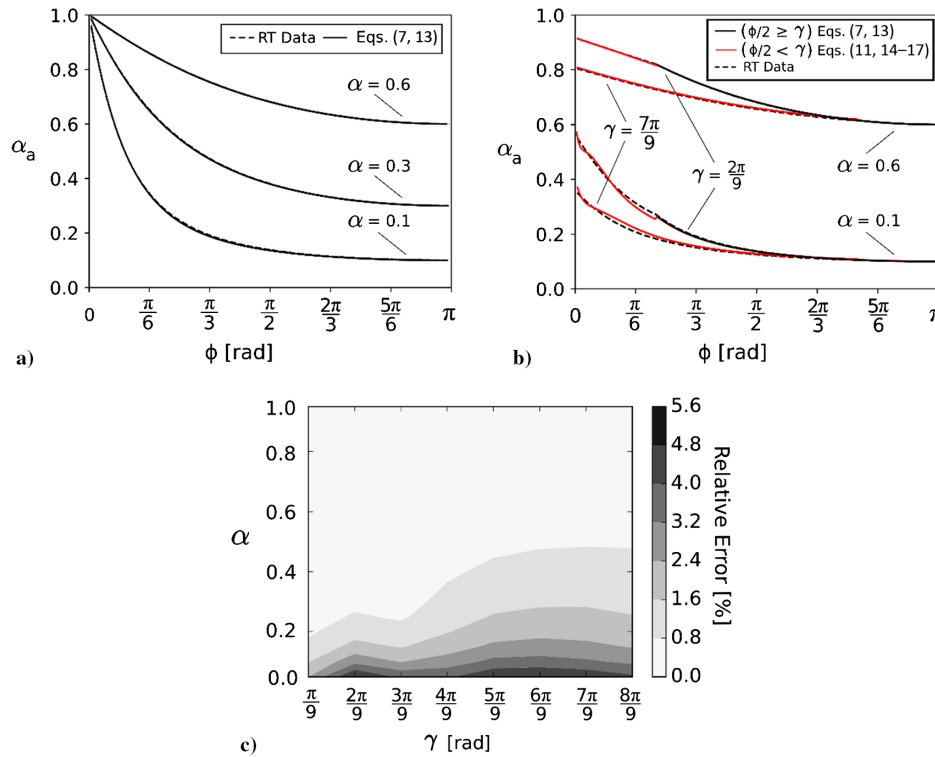 1.0
0.8
0.6
0.4
0.2
0.0
αₐ
RT Data Eqs. (7, 13)
α = 0.6
α = 0.3
α = 0.1
0 π/6 π/3 π/2 2π/3 5π/6 π
ϕ [rad]
a)
1.0
0.8
0.6
0.4
0.2
0.0
αₐ
(ϕ/2 ≥ γ) Eqs. (7, 13)
(ϕ/2 < γ) Eqs. (11, 14–17)
RT Data
γ = 7π/9
γ = 2π/9
α = 0.6
α = 0.1
0 π/6 π/3 π/2 2π/3 5π/6 π
ϕ [rad]
b)
1.0
0.8
0.6
0.4
0.2
0.0
α
π/9 2π/9 3π/9 4π/9 5π/9 6π/9 7π/9 8π/9
γ [rad]
5.6
4.8
4.0
3.2
2.4
1.6
0.8
0.0
Relative Error [%]
c)